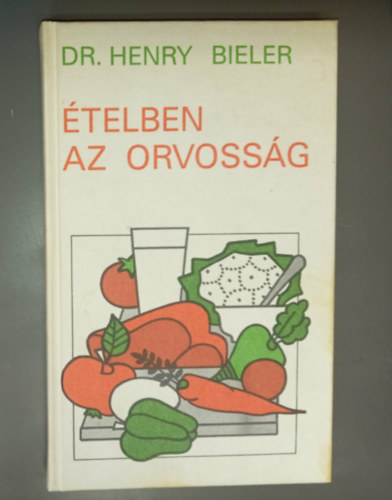 DR. HENRY BIELER
ÉTELBEN
AZ ORVOSSÁG